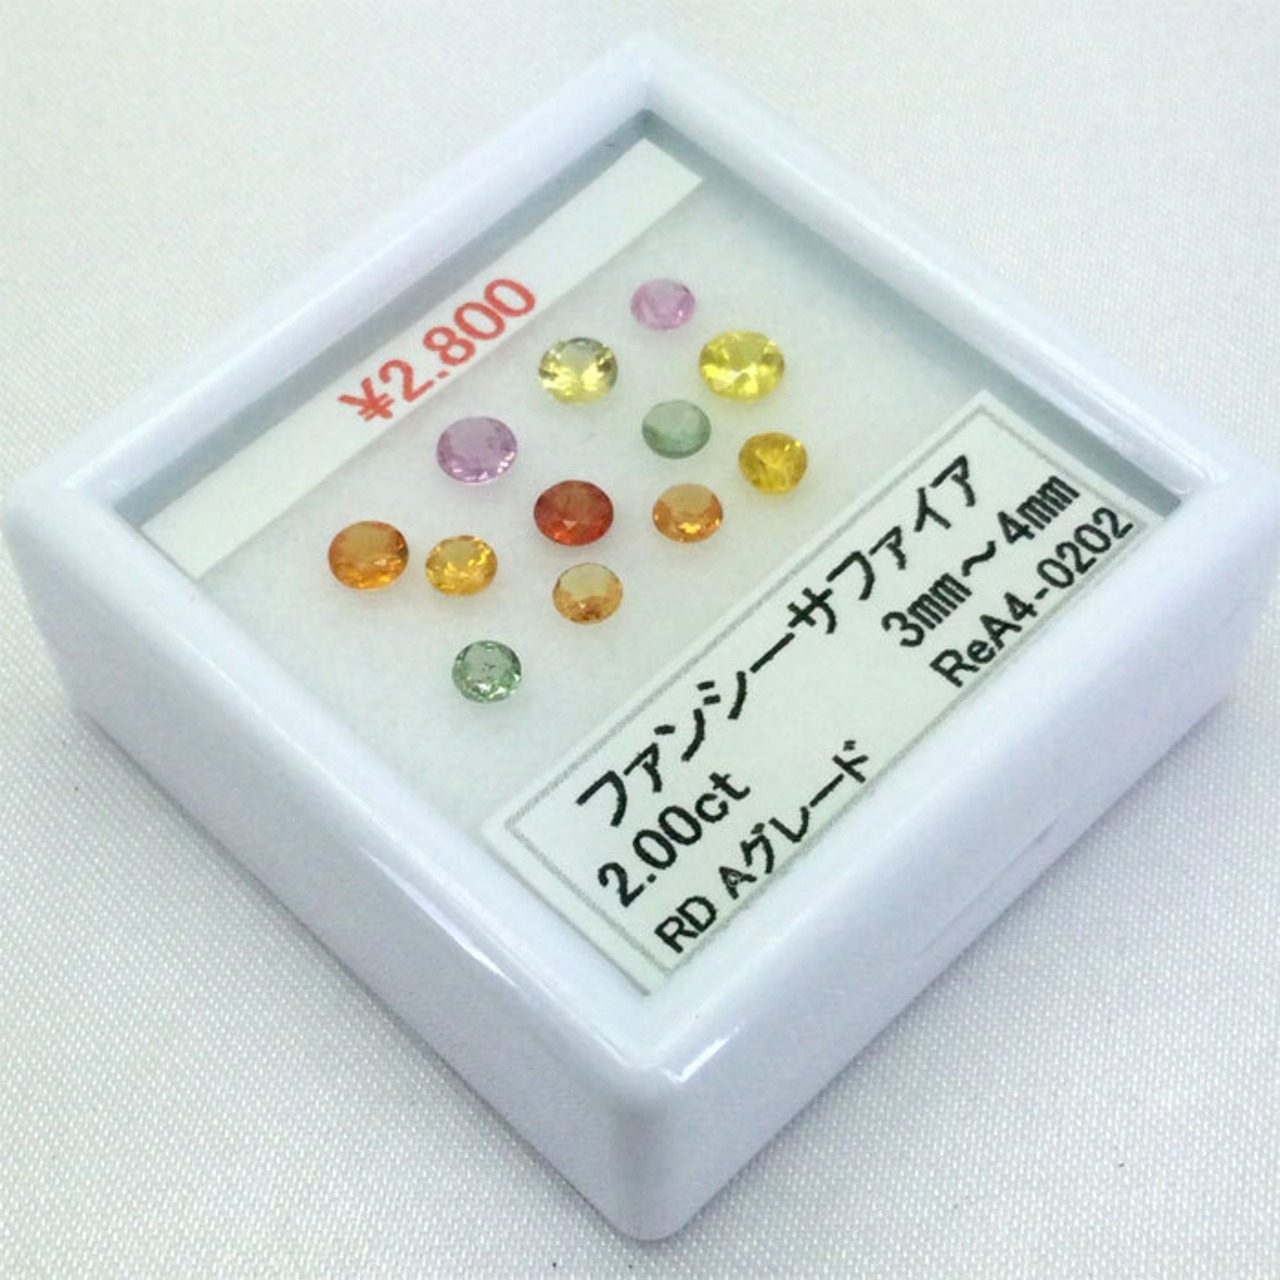 ¥2.800
ファンシーサファイア
2.00ct 3mm～4mm
RD Aグレード ReA4-0202